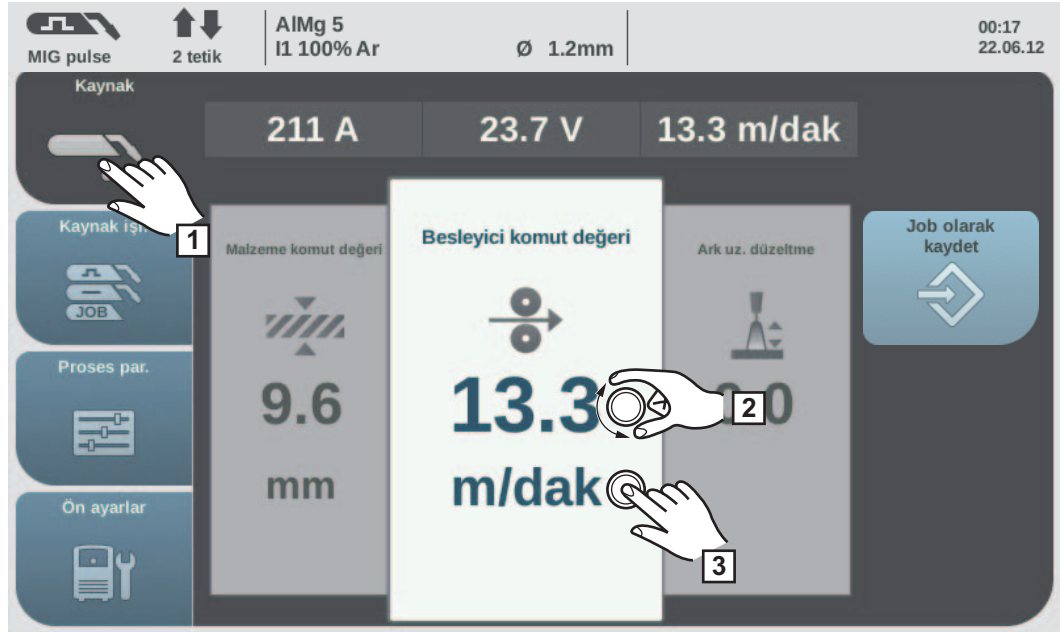 MIG pulse
2 tetik
AlMg 5
I1 100% Ar
Ø 1.2mm
00:17
22.06.12
Kaynak
211 A
23.7 V
13.3 m/dak
1
Kaynak
JOB
Proses par.
Ön ayarlar
Malzeme komut değeri
9.6
mm
Besleyici komut değeri
13.3
m/dak
Ark uz. düzeltme
2
0
3
Job olarak
kaydet